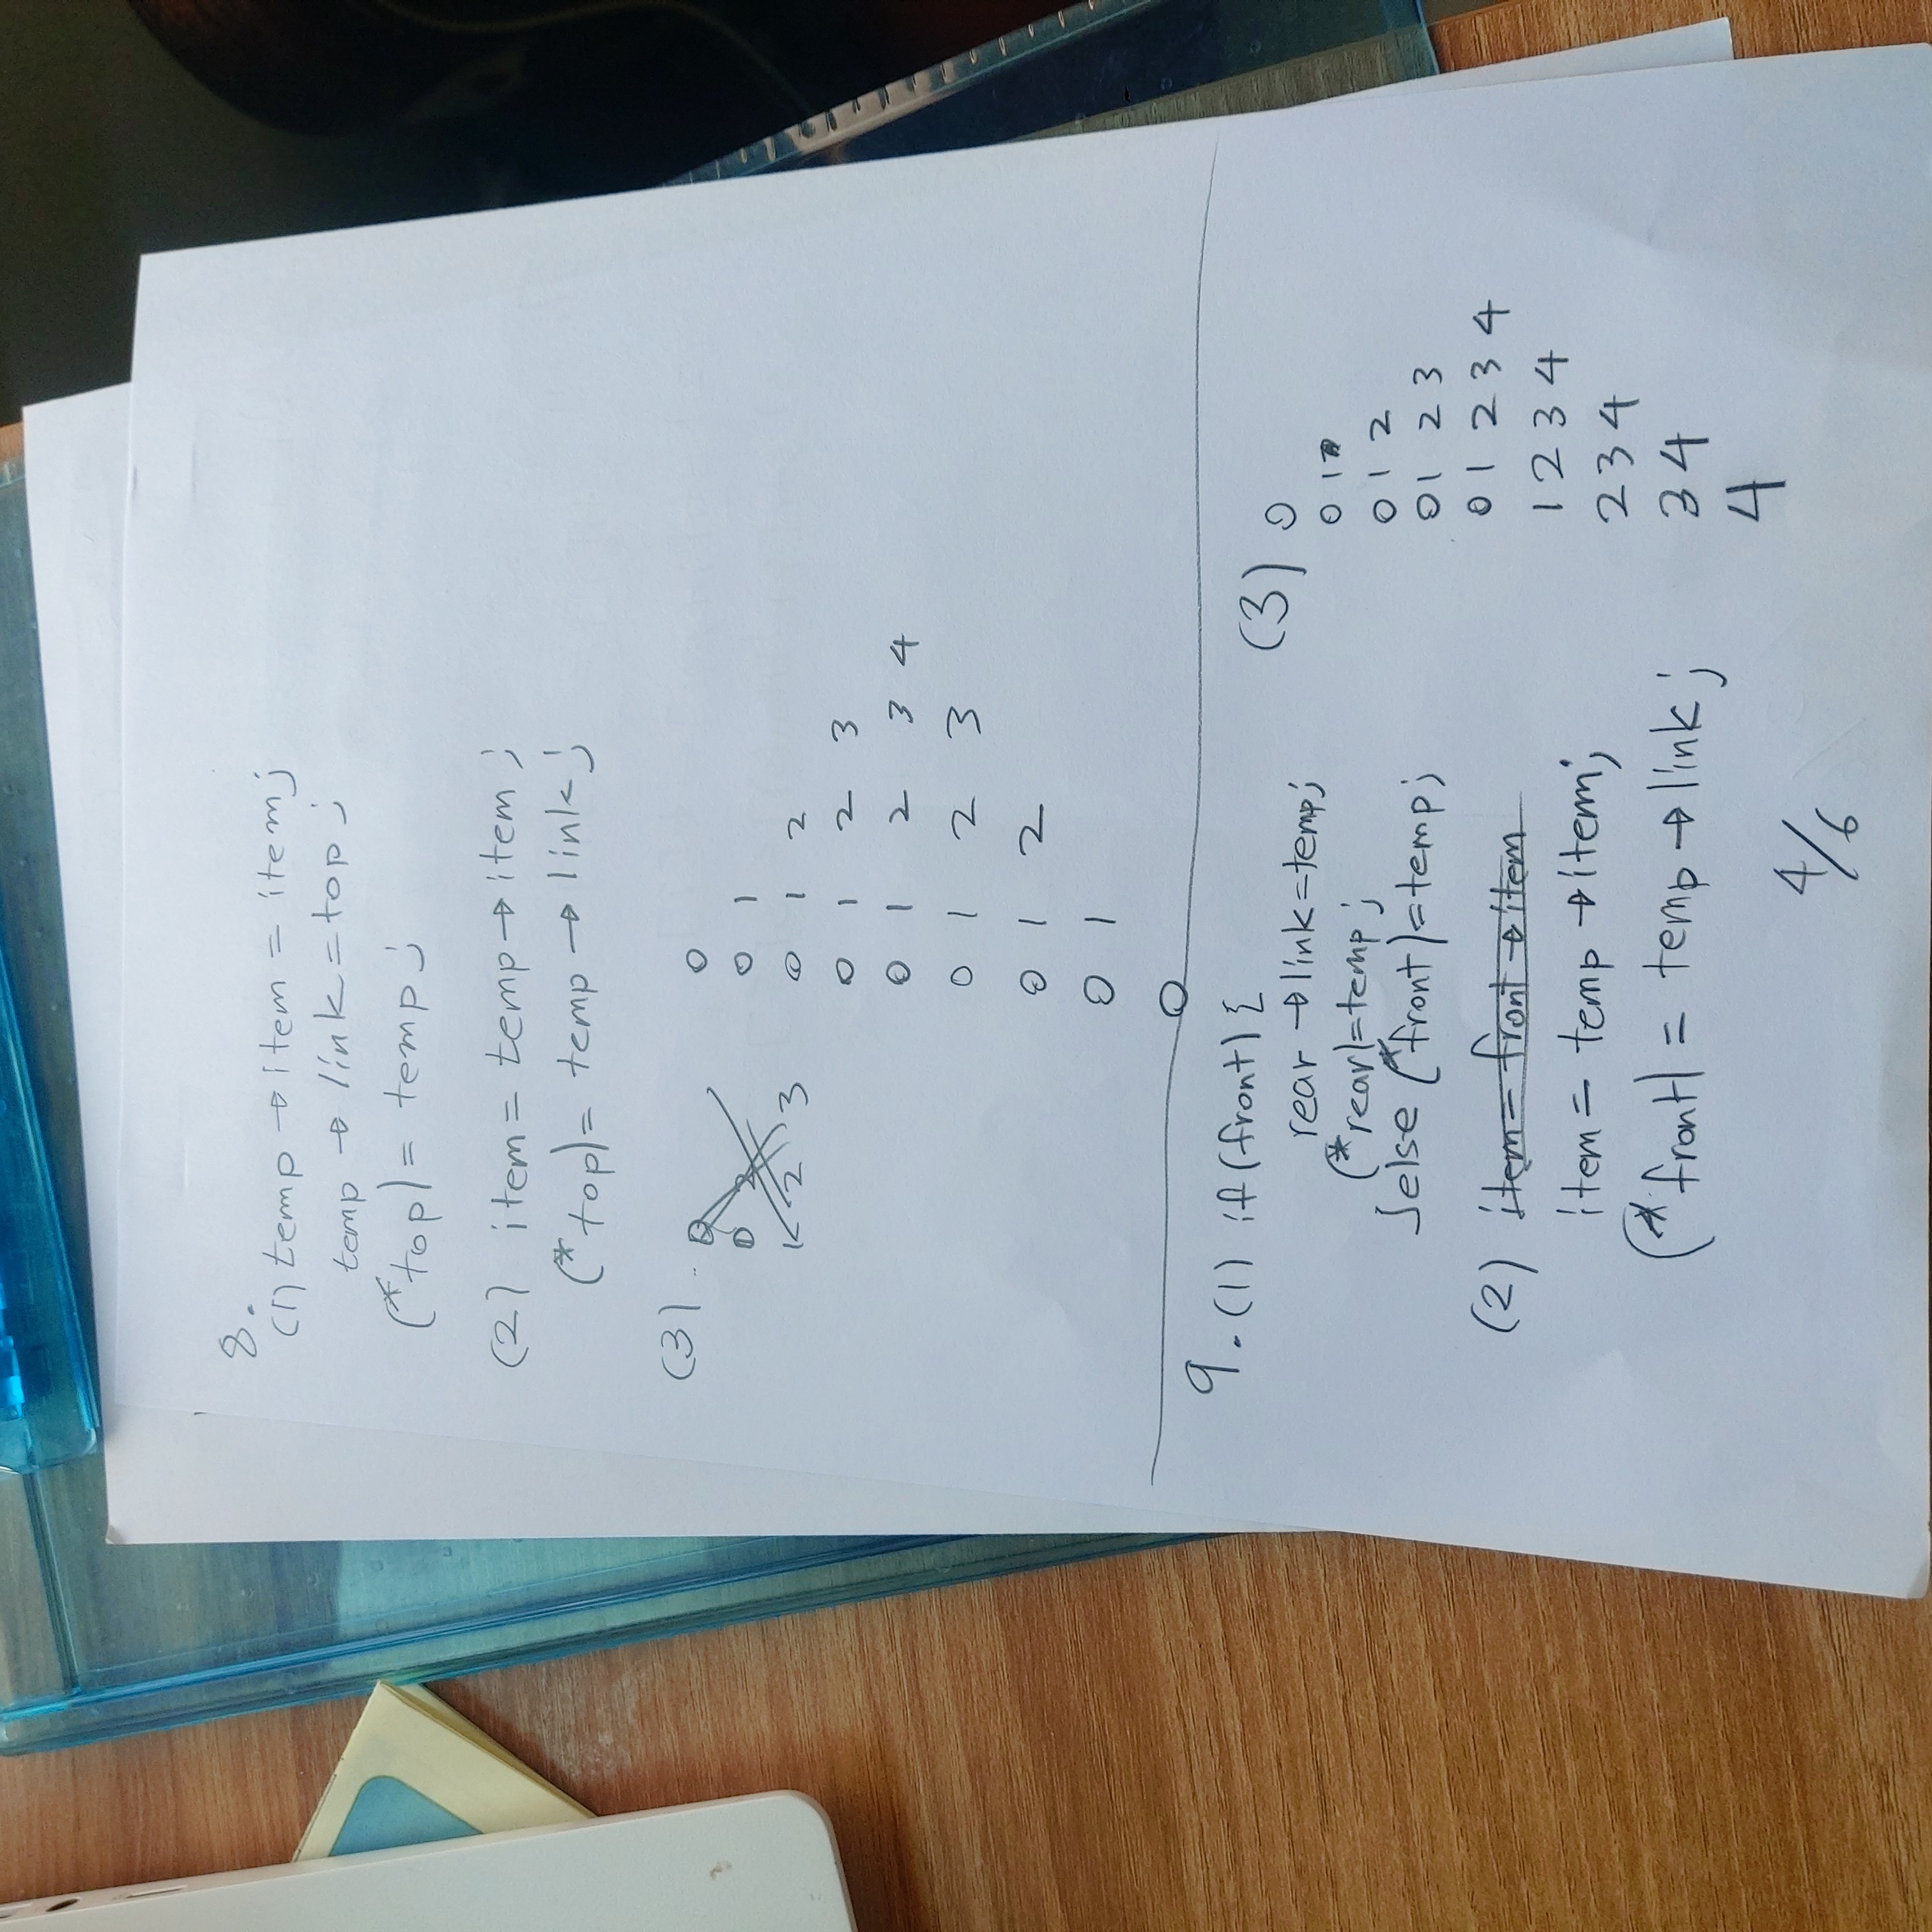 8.
(1) temp → item = item;
temp → link = top;
(*top) = temp;
(2) item = temp → item;
(*top) = temp → link;
(3)
0
0 1
0 1 2
0 1 2 3
0 1 2 3 4
0 1 2 3
0 1 2
0 1
0
9. (1) if (front) {
rear → link = temp;
(*rear) = temp;
}else (*front) = temp;
(2) item = front → item
item = temp → item;
(*front) = temp → link;
(3) 0
0 1
0 1 2
0 1 2 3
0 1 2 3 4
1 2 3 4
2 3 4
3 4
4
4/6